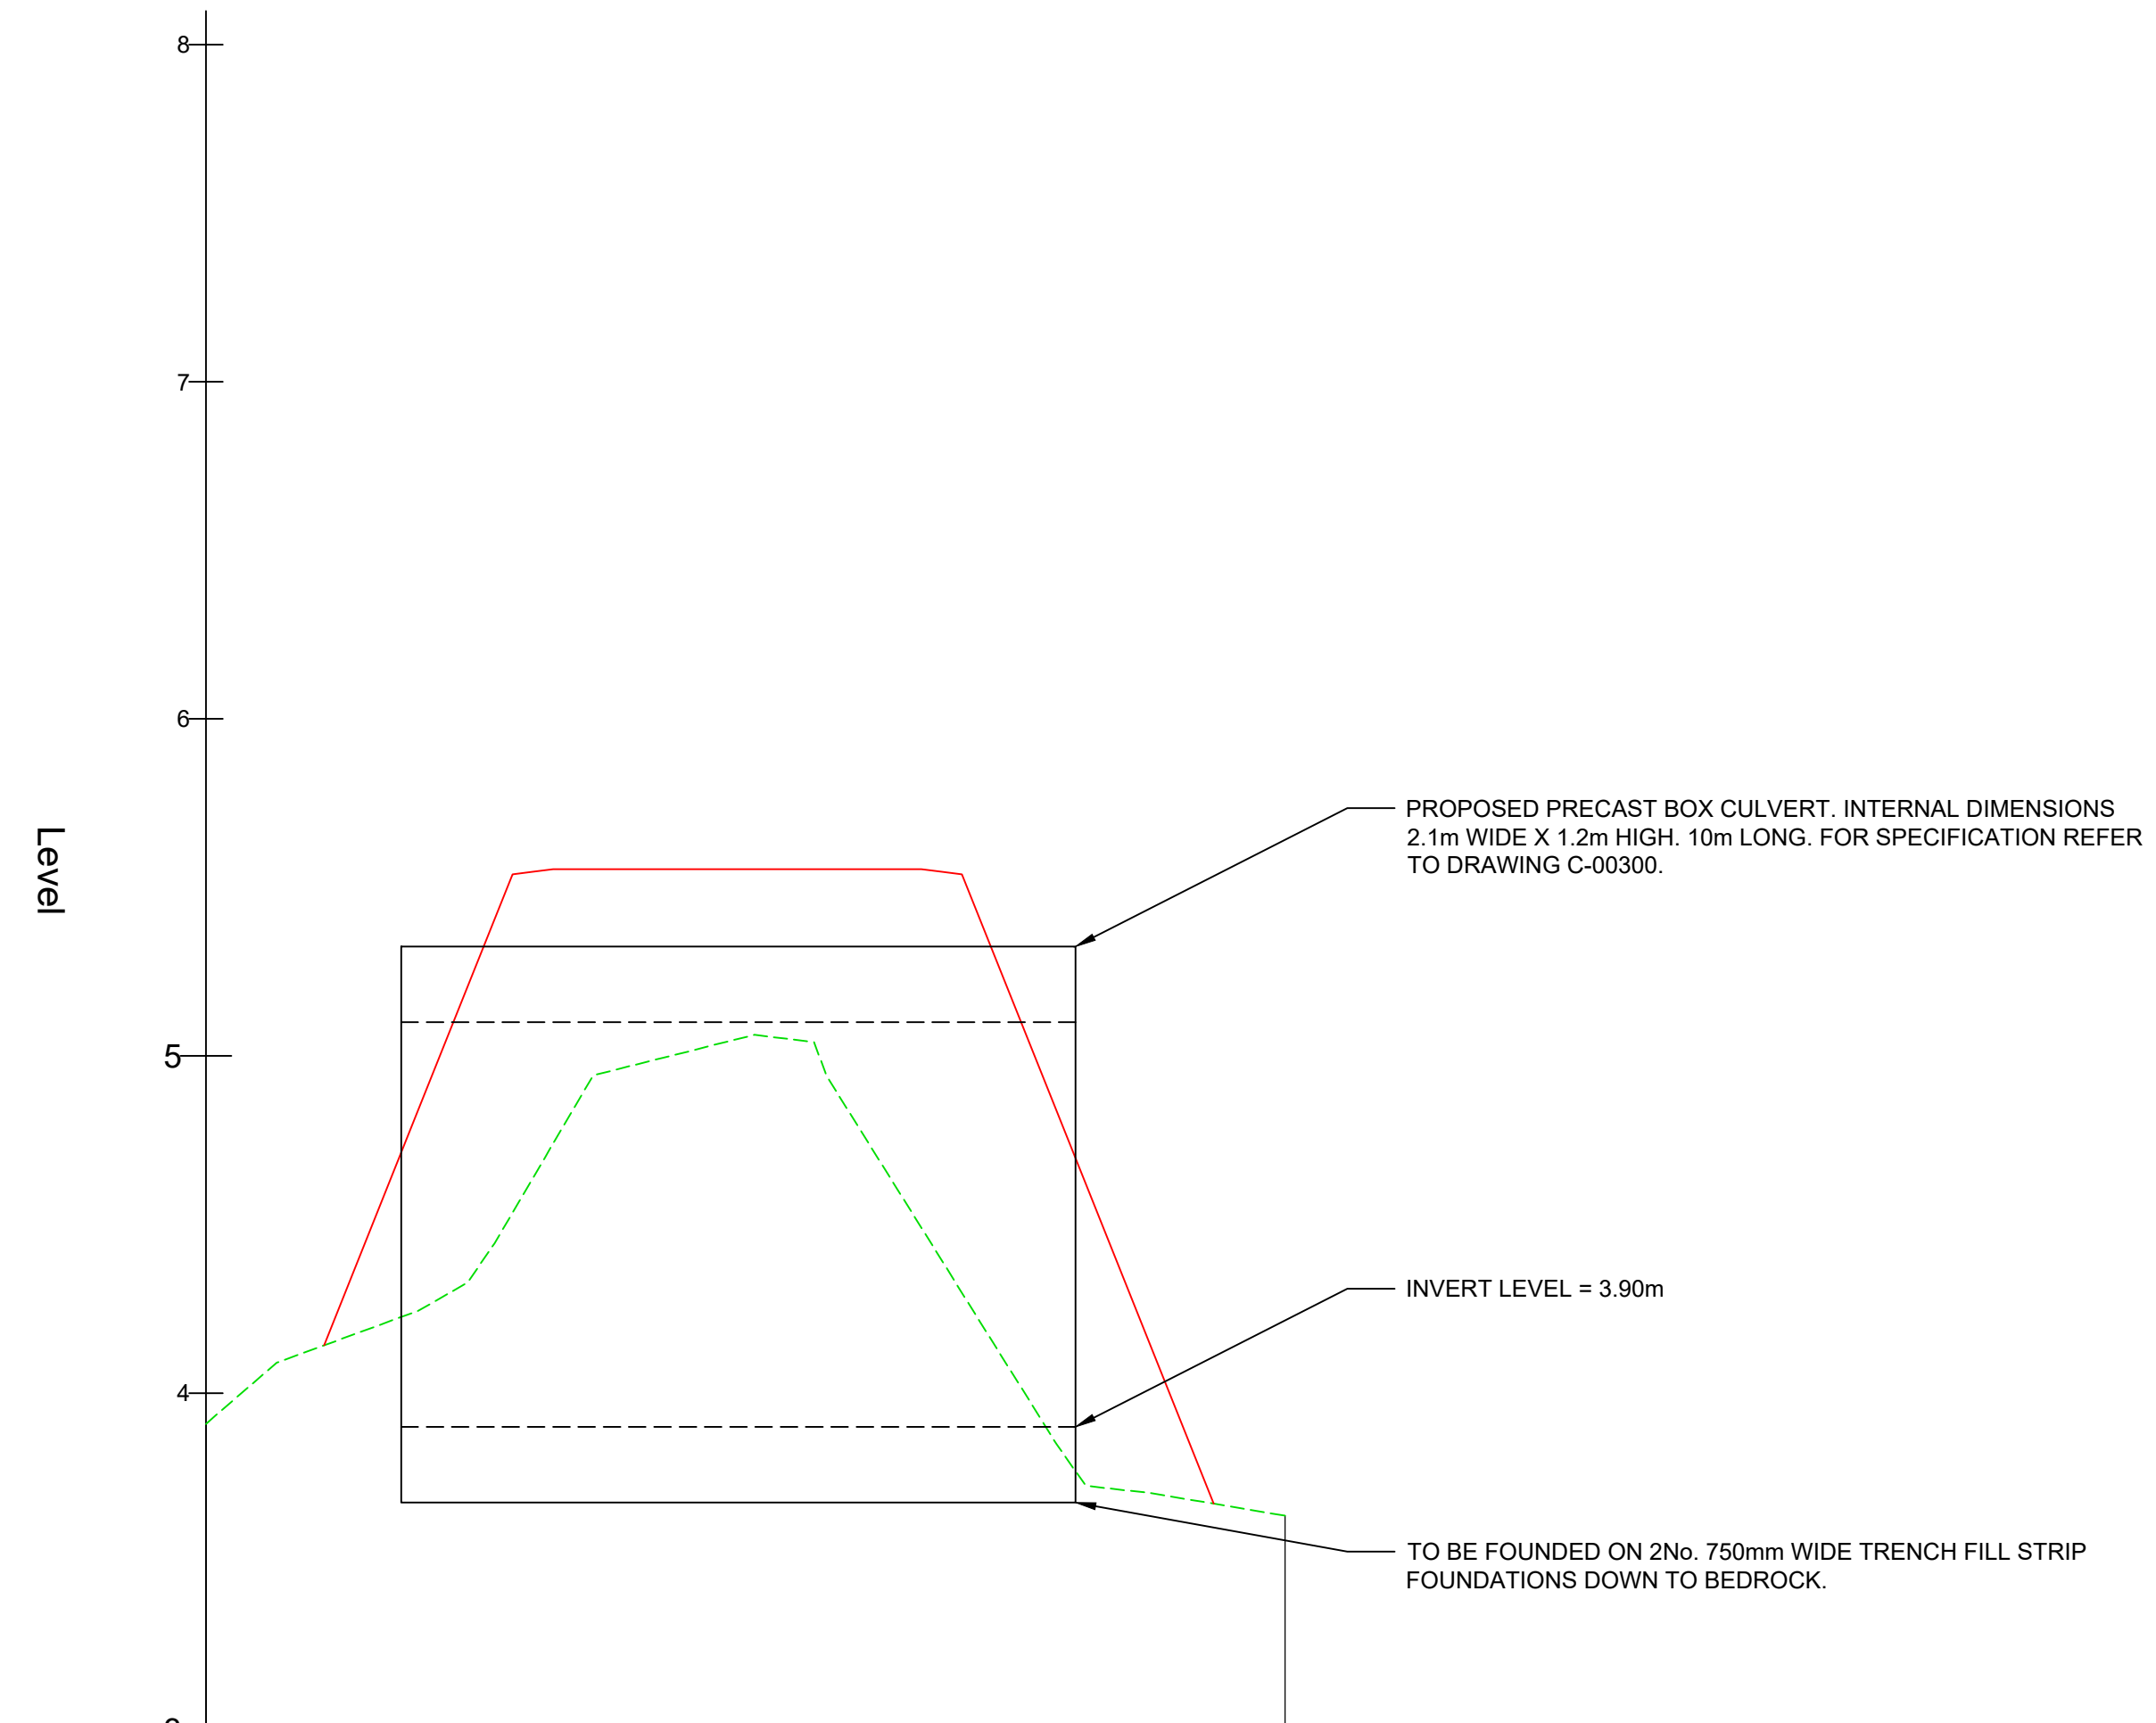 8
7
6
Level
PROPOSED PRECAST BOX CULVERT. INTERNAL DIMENSIONS
2.1m WIDE X 1.2m HIGH. 10m LONG. FOR SPECIFICATION REFER
TO DRAWING C-00300.
5
INVERT LEVEL = 3.90m
4
TO BE FOUNDED ON 2No. 750mm WIDE TRENCH FILL STRIP
FOUNDATIONS DOWN TO BEDROCK.